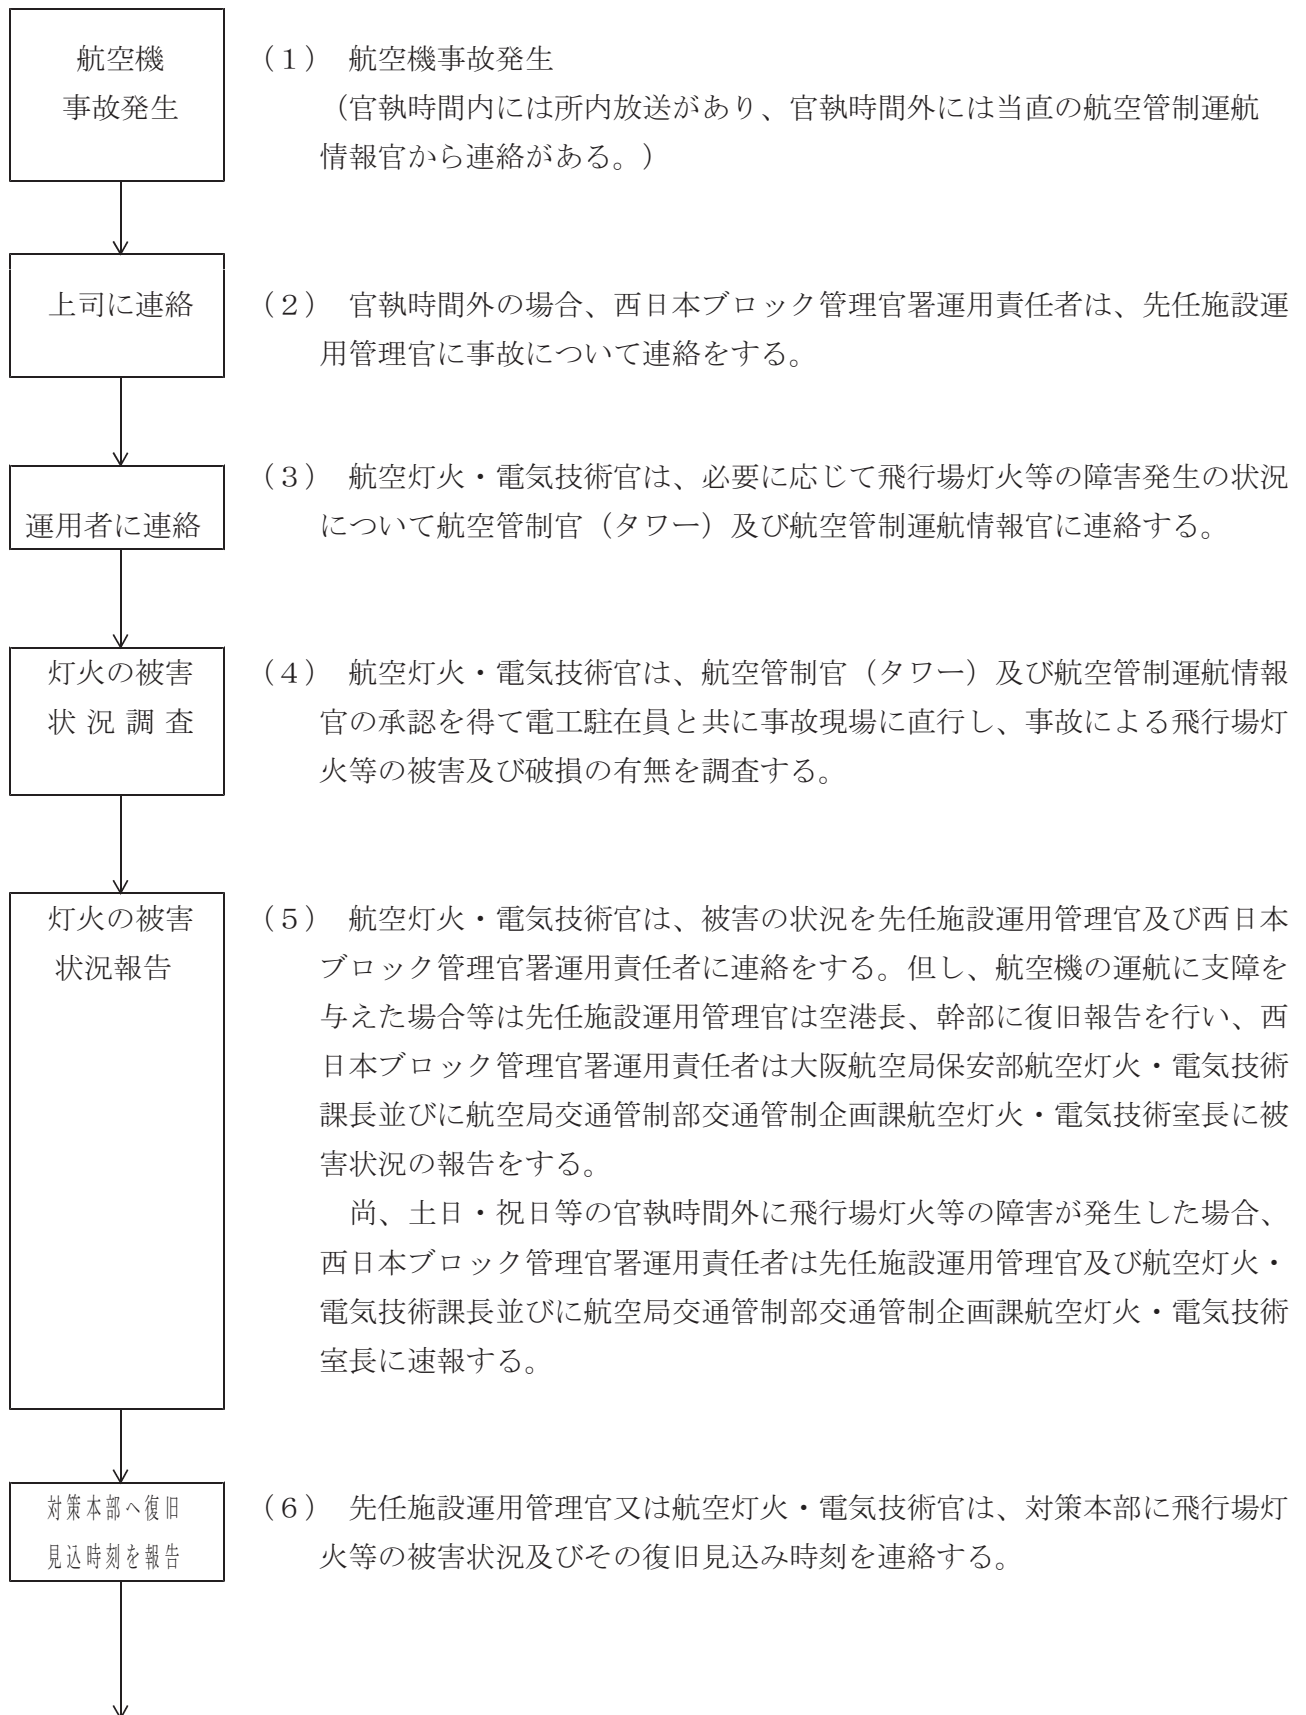 航空機
事故発生
（１） 航空機事故発生
（官執時間内には所内放送があり、官執時間外には当直の航空管制運航
情報官から連絡がある。）
上司に連絡
（２） 官執時間外の場合、西日本ブロック管理官署運用責任者は、先任施設運
用管理官に事故について連絡をする。
運用者に連絡
（３） 航空灯火・電気技術官は、必要に応じて飛行場灯火等の障害発生の状況
について航空管制官（タワー）及び航空管制運航情報官に連絡する。
灯火の被害
状 況 調 査
（４） 航空灯火・電気技術官は、航空管制官（タワー）及び航空管制運航情報
官の承認を得て電工駐在員と共に事故現場に直行し、事故による飛行場灯
火等の被害及び破損の有無を調査する。
灯火の被害
状況報告
（５） 航空灯火・電気技術官は、被害の状況を先任施設運用管理官及び西日本
ブロック管理官署運用責任者に連絡をする。但し、航空機の運航に支障を
与えた場合等は先任施設運用管理官は空港長、幹部に復旧報告を行い、西
日本ブロック管理官署運用責任者は大阪航空局保安部航空灯火・電気技術
課長並びに航空局交通管制部交通管制企画課航空灯火・電気技術室長に被
害状況の報告をする。
尚、土日・祝日等の官執時間外に飛行場灯火等の障害が発生した場合、
西日本ブロック管理官署運用責任者は先任施設運用管理官及び航空灯火・
電気技術課長並びに航空局交通管制部交通管制企画課航空灯火・電気技術
室長に速報する。
対策本部へ復旧
見込時刻を報告
（６） 先任施設運用管理官又は航空灯火・電気技術官は、対策本部に飛行場灯
火等の被害状況及びその復旧見込み時刻を連絡する。